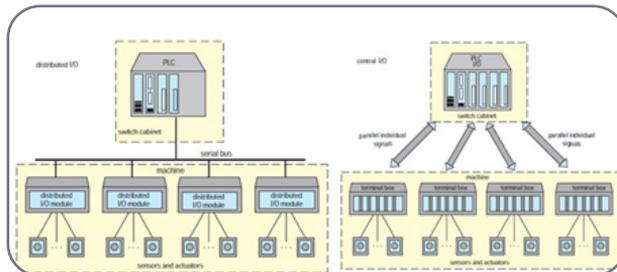 distributed I/O
PLC
switch cabinet
serial bus
machine
distributed
I/O module
distributed
I/O module
distributed
I/O module
distributed
I/O module
sensors and actuators
central I/O
PLC
I/O
switch cabinet
parallel individual
signals
parallel individual
signals
machine
terminal box
terminal box
terminal box
terminal box
sensors and actuators